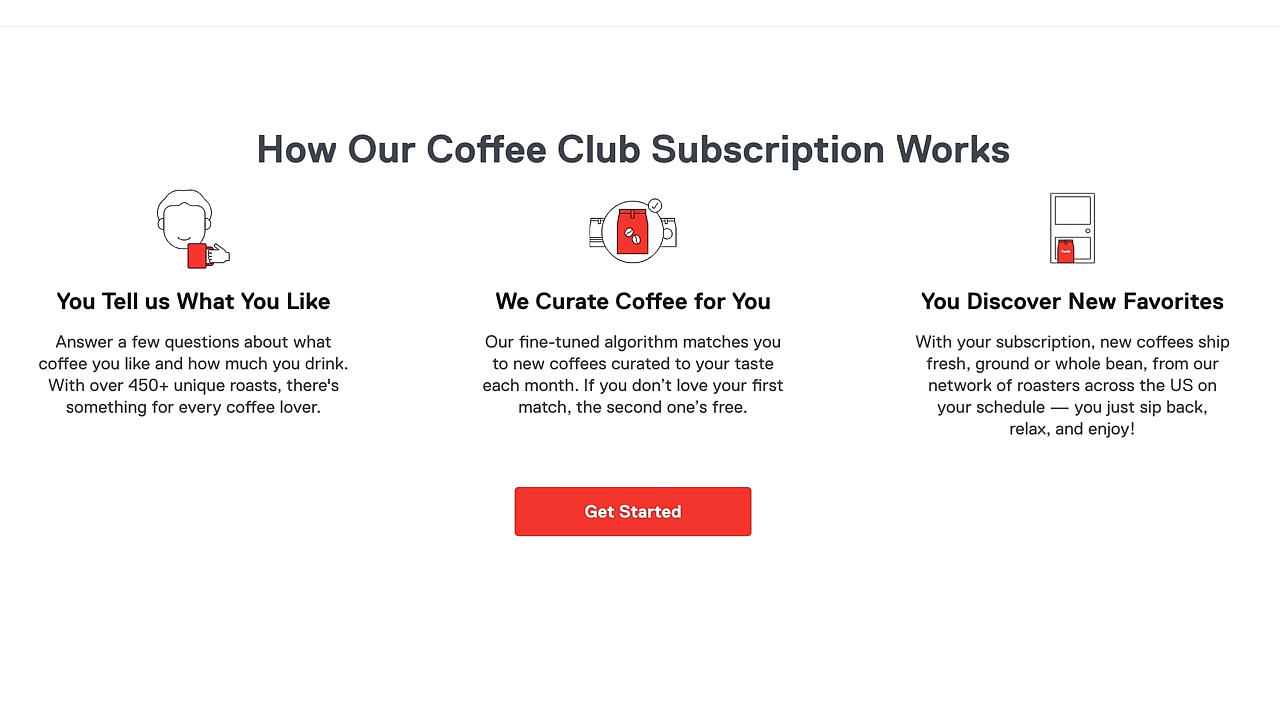 How Our Coffee Club Subscription Works
You Tell us What You Like
Answer a few questions about what
coffee you like and how much you drink.
With over 450+ unique roasts, there's
something for every coffee lover.
We Curate Coffee for You
Our fine-tuned algorithm matches you
to new coffees curated to your taste
each month. If you don’t love your first
match, the second one’s free.
You Discover New Favorites
With your subscription, new coffees ship
fresh, ground or whole bean, from our
network of roasters across the US on
your schedule — you just sip back,
relax, and enjoy!
Get Started